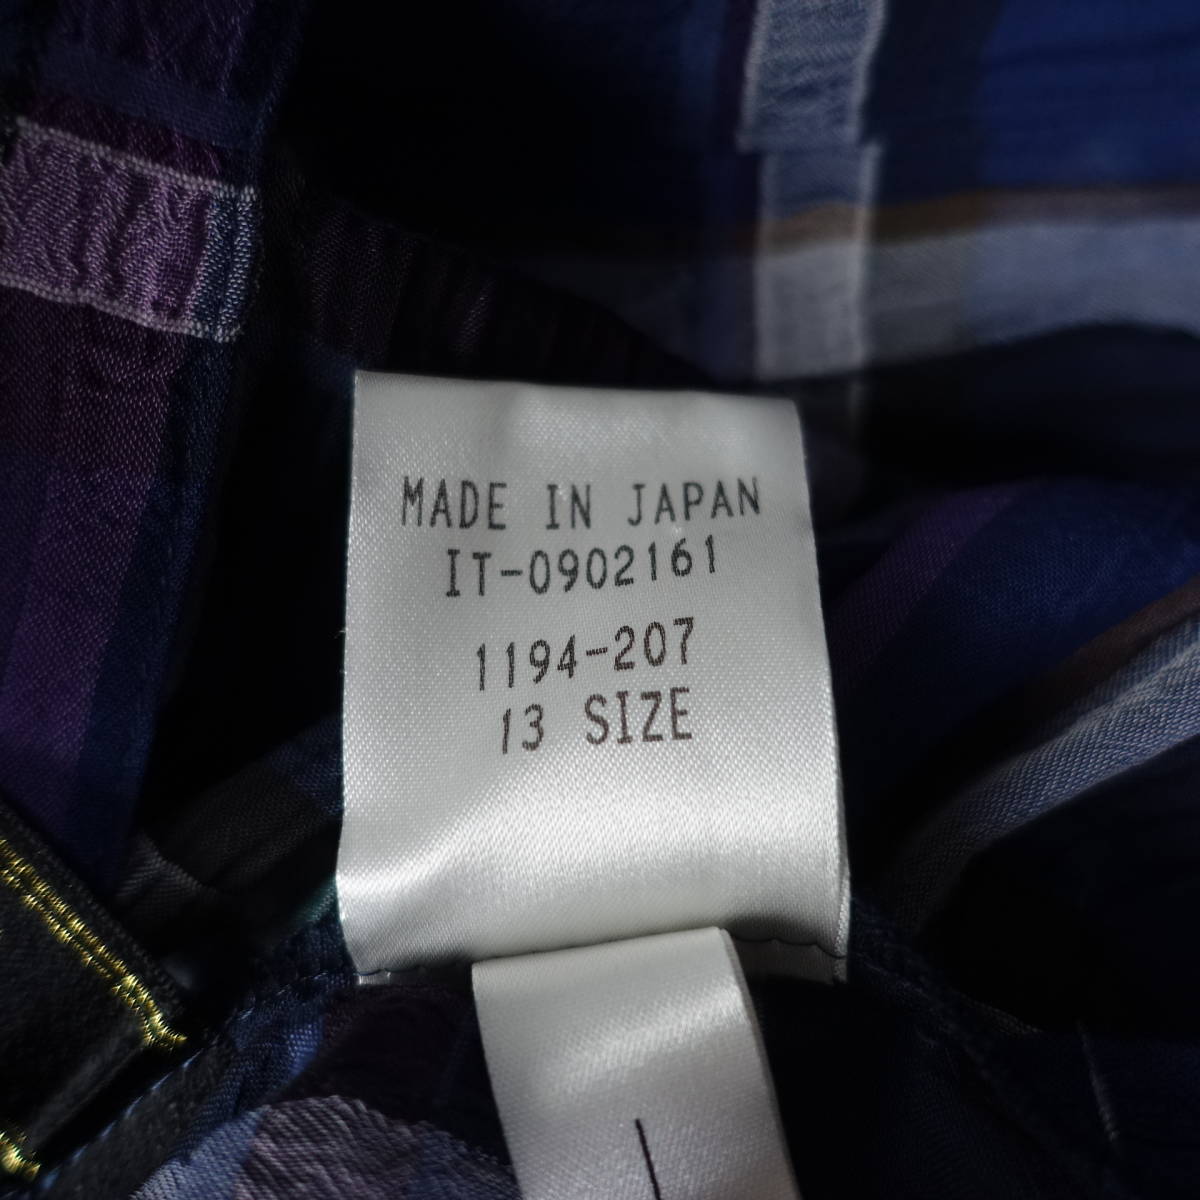 MADE IN JAPAN
IT-0902161
1194-207
13 SIZE